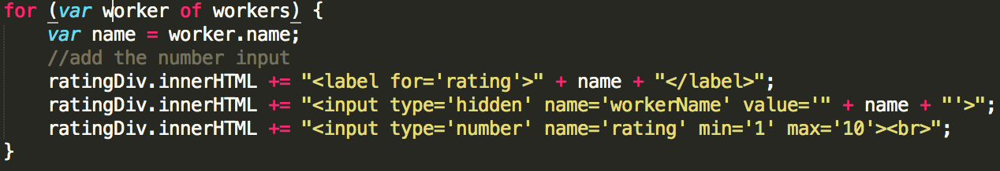 for (var worker of workers) {
    var name = worker.name;
    //add the number input
    ratingDiv.innerHTML += "<label for='rating'>" + name + "</label>";
    ratingDiv.innerHTML += "<input type='hidden' name='workerName' value='" + name + "'>";
    ratingDiv.innerHTML += "<input type='number' name='rating' min='1' max='10'><br>";
}